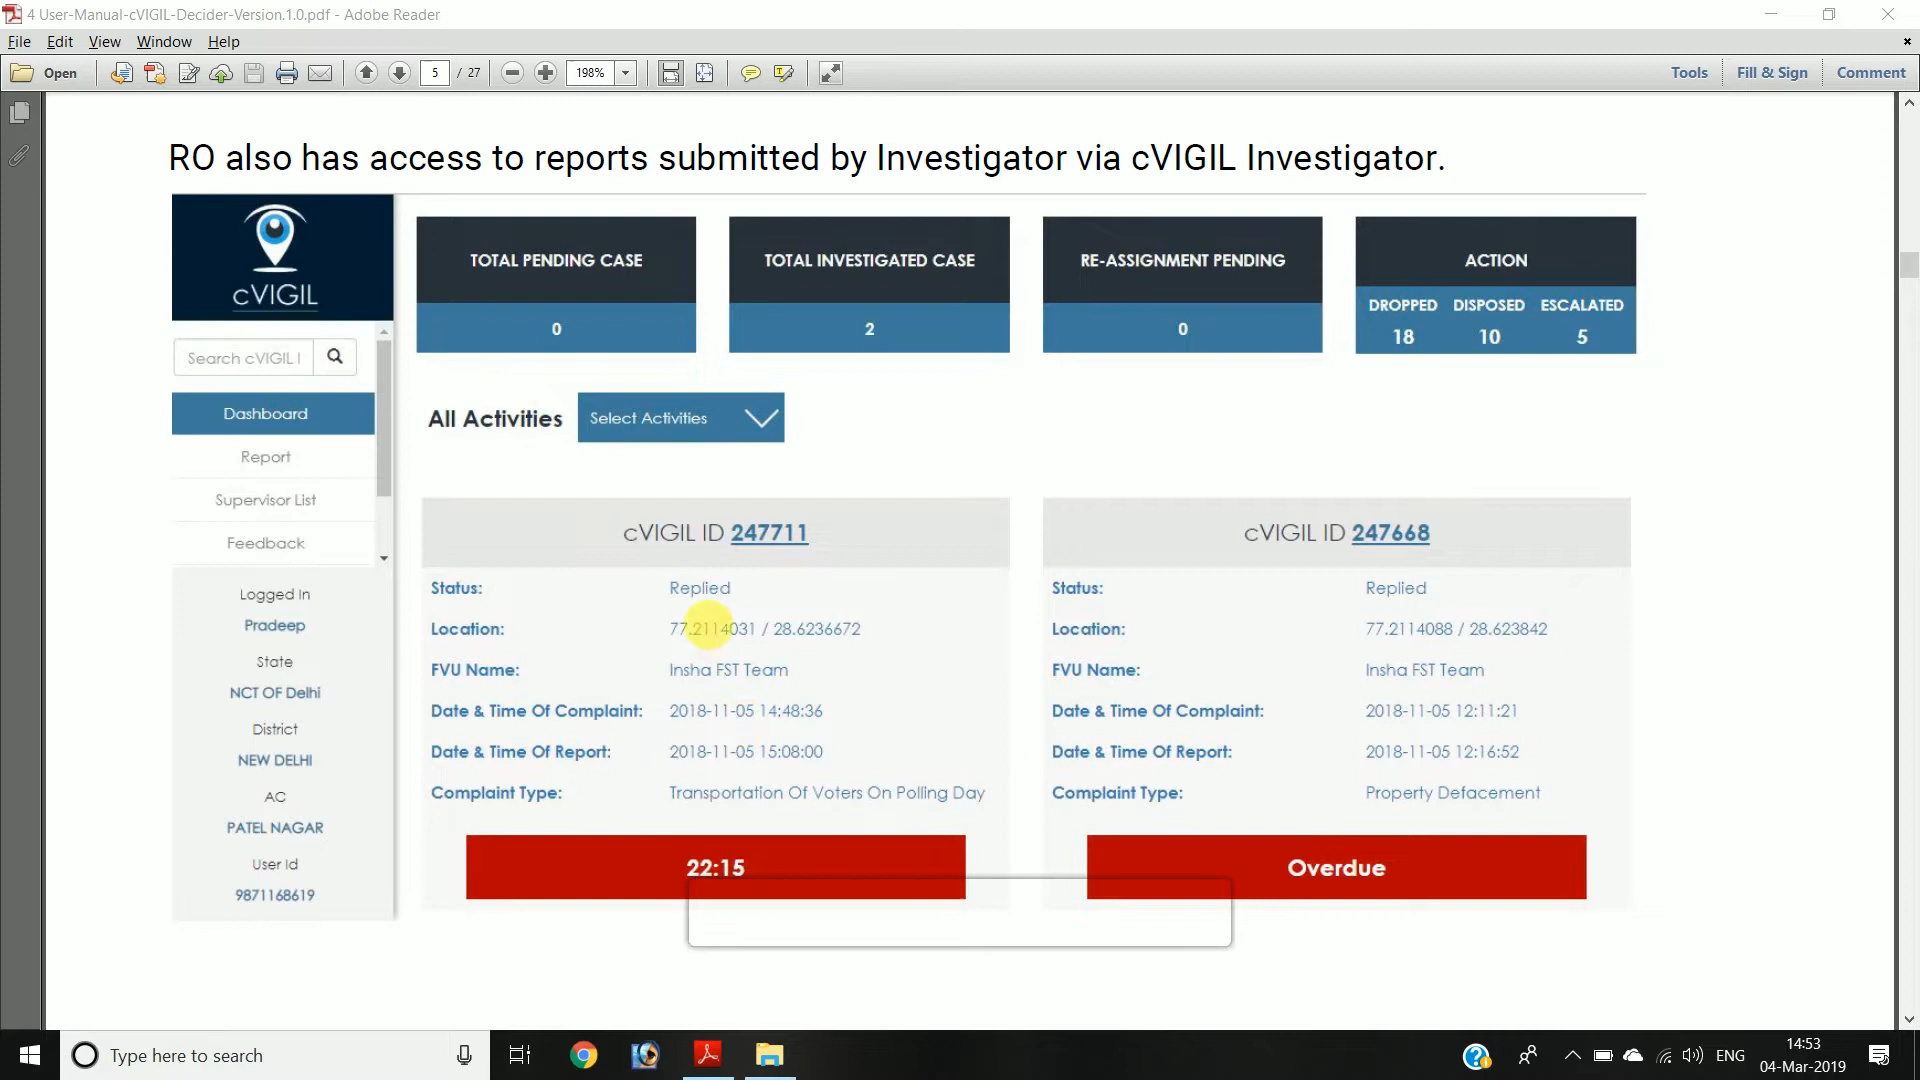 4 User-Manual-cVIGIL-Decider-Version.1.0.pdf - Adobe Reader
File Edit View Window Help
Open 5 / 27 198% Tools Fill & Sign Comment
RO also has access to reports submitted by Investigator via cVIGIL Investigator.
cVIGIL
TOTAL PENDING CASE
0
TOTAL INVESTIGATED CASE
2
RE-ASSIGNMENT PENDING
0
ACTION
DROPPED DISPOSED ESCALATED
18 10 5
Search cVIGIL I
Dashboard
Report
Supervisor List
Feedback
Logged In
Pradeep
State
NCT OF Delhi
District
NEW DELHI
AC
PATEL NAGAR
User Id
9871168619
All Activities Select Activities
cVIGIL ID 247711
Status: Replied
Location: 77.2114031 / 28.6236672
FVU Name: Insha FST Team
Date & Time Of Complaint: 2018-11-05 14:48:36
Date & Time Of Report: 2018-11-05 15:08:00
Complaint Type: Transportation Of Voters On Polling Day
22:15
cVIGIL ID 247668
Status: Replied
Location: 77.2114088 / 28.623842
FVU Name: Insha FST Team
Date & Time Of Complaint: 2018-11-05 12:11:21
Date & Time Of Report: 2018-11-05 12:16:52
Complaint Type: Property Defacement
Overdue
Type here to search
ENG
14:53
04-Mar-2019